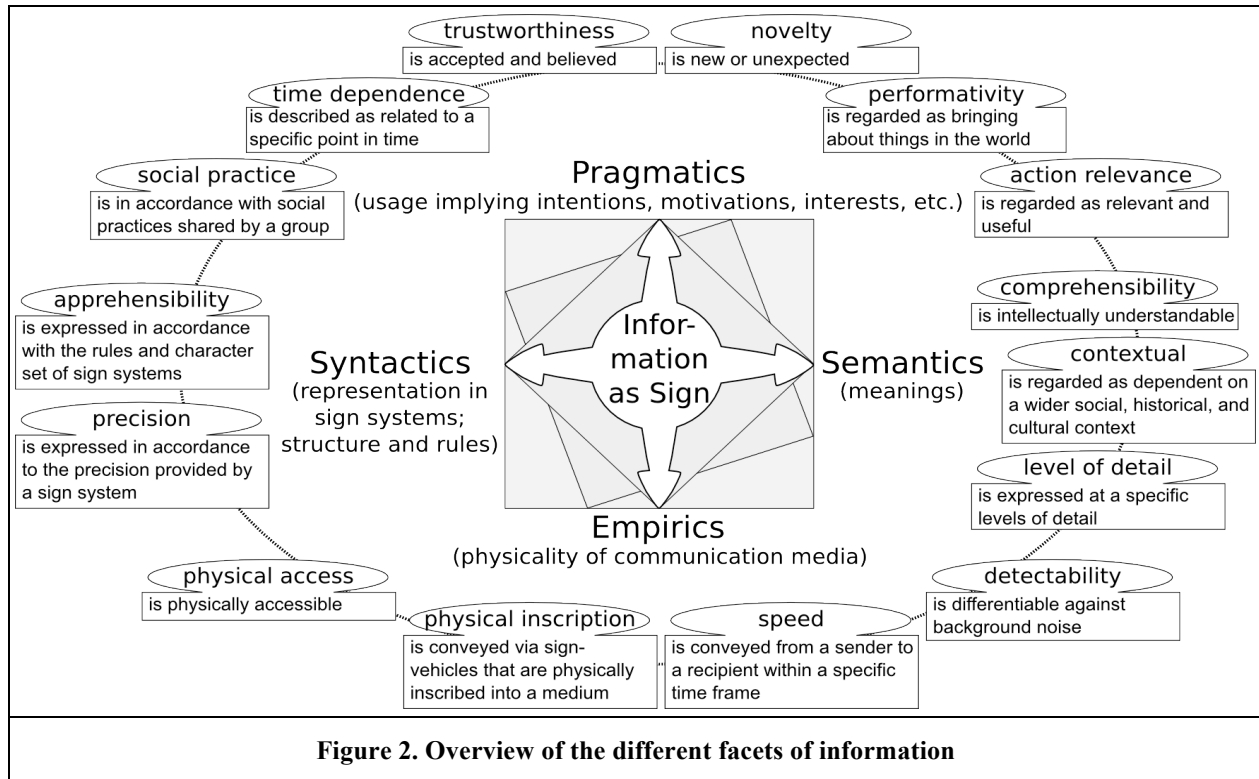 trustworthiness
is accepted and believed
novelty
is new or unexpected
time dependence
is described as related to a
specific point in time
performativity
is regarded as bringing
about things in the world
social practice
is in accordance with social
practices shared by a group
Pragmatics
(usage implying intentions, motivations, interests, etc.)
action relevance
is regarded as relevant and
useful
apprehensibility
is expressed in accordance
with the rules and character
set of sign systems
comprehensibility
is intellectually understandable
Syntactics
(representation in
sign systems;
structure and rules)
Infor-
mation
as Sign
Semantics
(meanings)
contextual
is regarded as dependent on
a wider social, historical, and
cultural context
precision
is expressed in accordance
to the precision provided by
a sign system
level of detail
is expressed at a specific
levels of detail
Empirics
(physicality of communication media)
physical access
is physically accessible
detectability
is differentiable against
background noise
physical inscription
is conveyed via sign-
vehicles that are physically
inscribed into a medium
speed
is conveyed from a sender to
a recipient within a specific
time frame
Figure 2. Overview of the different facets of information